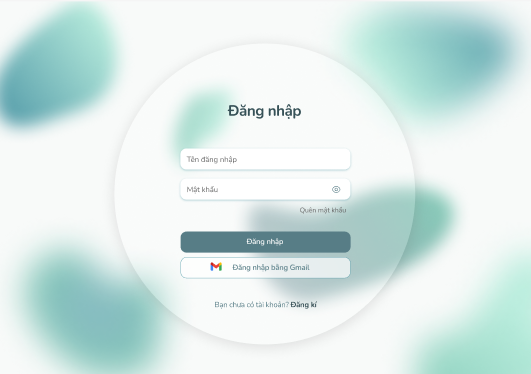 Đăng nhập
Tên đăng nhập
Mật khẩu
Quên mật khẩu
Đăng nhập
Đăng nhập bằng Gmail
Bạn chưa có tài khoản? Đăng kí